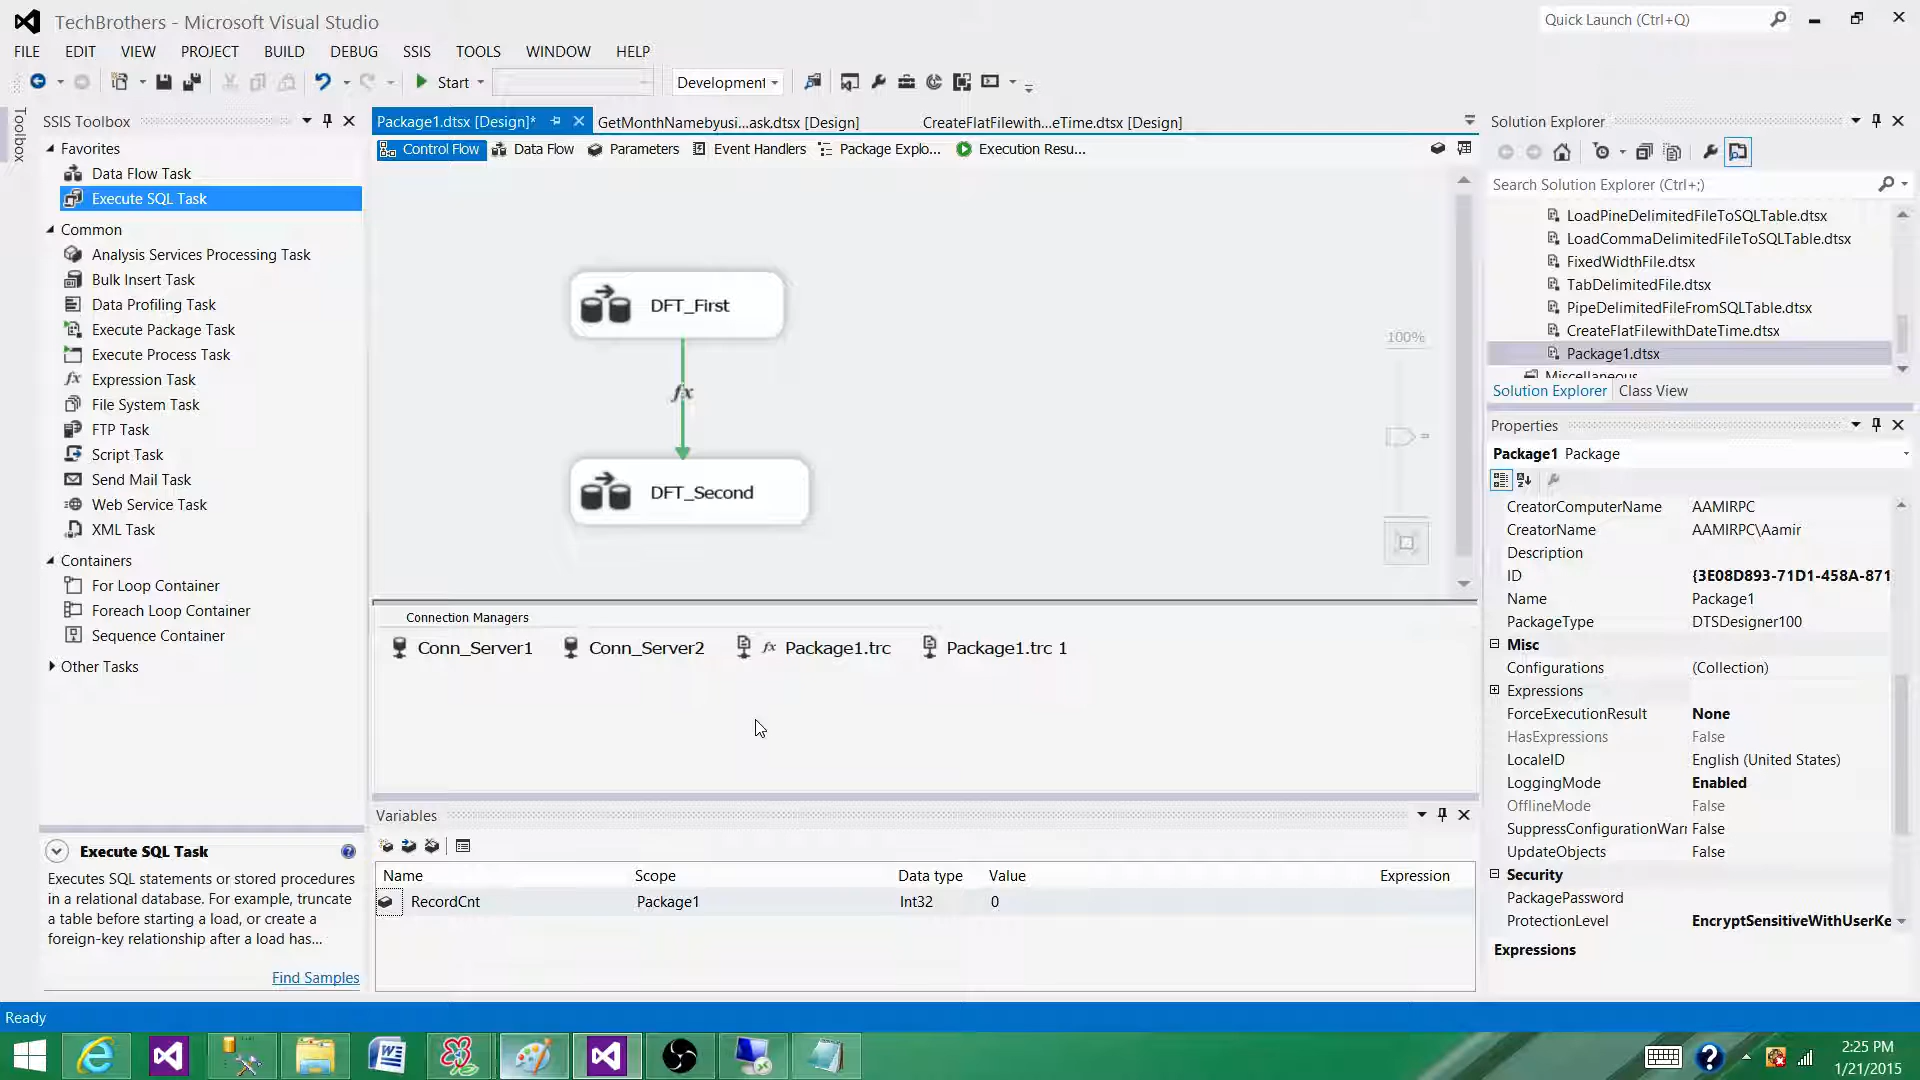 TechBrothers - Microsoft Visual Studio
Quick Launch (Ctrl+Q)
FILE EDIT VIEW PROJECT BUILD DEBUG SSIS TOOLS WINDOW HELP
Start
Development
Toolbox
SSIS Toolbox
Favorites
Data Flow Task
Execute SQL Task
Common
Analysis Services Processing Task
Bulk Insert Task
Data Profiling Task
Execute Package Task
Execute Process Task
Expression Task
File System Task
FTP Task
Script Task
Send Mail Task
Web Service Task
XML Task
Containers
For Loop Container
Foreach Loop Container
Sequence Container
Other Tasks
Execute SQL Task
Executes SQL statements or stored procedures
in a relational database. For example, truncate
a table before starting a load, or create a
foreign-key relationship after a load has...
Find Samples
Package1.dtsx [Design]* GetMonthNamebyusi...ask.dtsx [Design] CreateFlatFilewith...eTime.dtsx [Design]
Control Flow Data Flow Parameters Event Handlers Package Explo... Execution Resu...
DFT_First
fx
DFT_Second
100%
Connection Managers
Conn_Server1 Conn_Server2 fx Package1.trc Package1.trc 1
Variables
Name Scope Data type Value Expression
RecordCnt Package1 Int32 0
Solution Explorer
Search Solution Explorer (Ctrl+;)
LoadPineDelimitedFileToSQLTable.dtsx
LoadCommaDelimitedFileToSQLTable.dtsx
FixedWidthFile.dtsx
TabDelimitedFile.dtsx
PipeDelimitedFileFromSQLTable.dtsx
CreateFlatFilewithDateTime.dtsx
Package1.dtsx
Miscellaneous
Solution Explorer Class View
Properties
Package1 Package
CreatorComputerName AAMIRPC
CreatorName AAMIRPC\Aamir
Description
ID {3E08D893-71D1-458A-871
Name Package1
PackageType DTSDesigner100
Misc
Configurations (Collection)
Expressions
ForceExecutionResult None
HasExpressions False
LocaleID English (United States)
LoggingMode Enabled
OfflineMode False
SuppressConfigurationWarr False
UpdateObjects False
Security
PackagePassword
ProtectionLevel EncryptSensitiveWithUserKe
Expressions
Ready
2:25 PM
1/21/2015